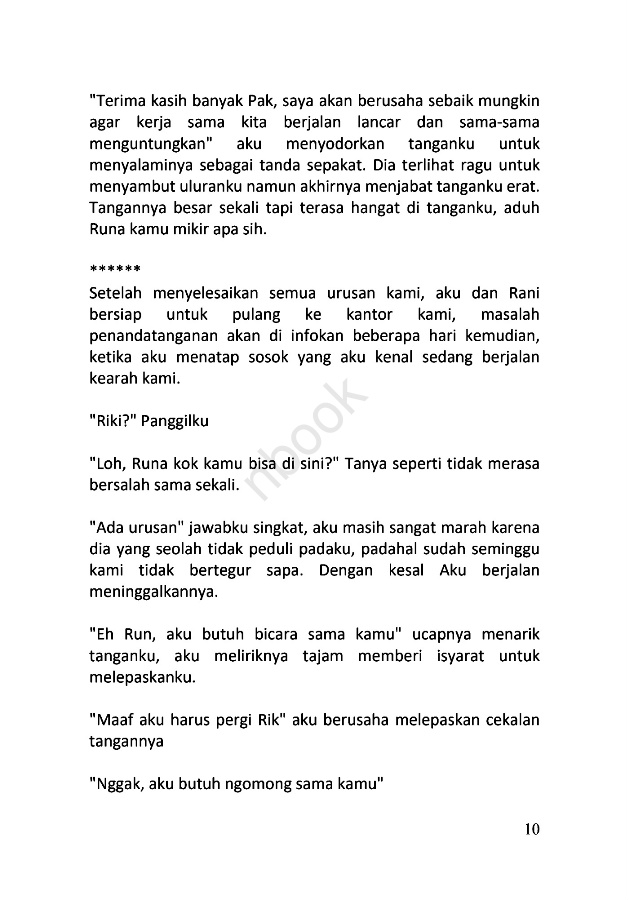 "Terima kasih banyak Pak, saya akan berusaha sebaik mungkin
agar kerja sama kita berjalan lancar dan sama-sama
menguntungkan" aku menyodorkan tanganku untuk
menyalaminya sebagai tanda sepakat. Dia terlihat ragu untuk
menyambut uluranku namun akhirnya menjabat tanganku erat.
Tangannya besar sekali tapi terasa hangat di tanganku, aduh
Runa kamu mikir apa sih.
******
Setelah menyelesaikan semua urusan kami, aku dan Rani
bersiap untuk pulang ke kantor kami, masalah
penandatanganan akan di infokan beberapa hari kemudian,
ketika aku menatap sosok yang aku kenal sedang berjalan
kearah kami.
"Riki?" Panggilku
"Loh, Runa kok kamu bisa di sini?" Tanya seperti tidak merasa
bersalah sama sekali.
"Ada urusan" jawabku singkat, aku masih sangat marah karena
dia yang seolah tidak peduli padaku, padahal sudah seminggu
kami tidak bertegur sapa. Dengan kesal Aku berjalan
meninggalkannya.
"Eh Run, aku butuh bicara sama kamu" ucapnya menarik
tanganku, aku meliriknya tajam memberi isyarat untuk
melepaskanku.
"Maaf aku harus pergi Rik" aku berusaha melepaskan cekalan
tangannya
"Nggak, aku butuh ngomong sama kamu"
nbook
10